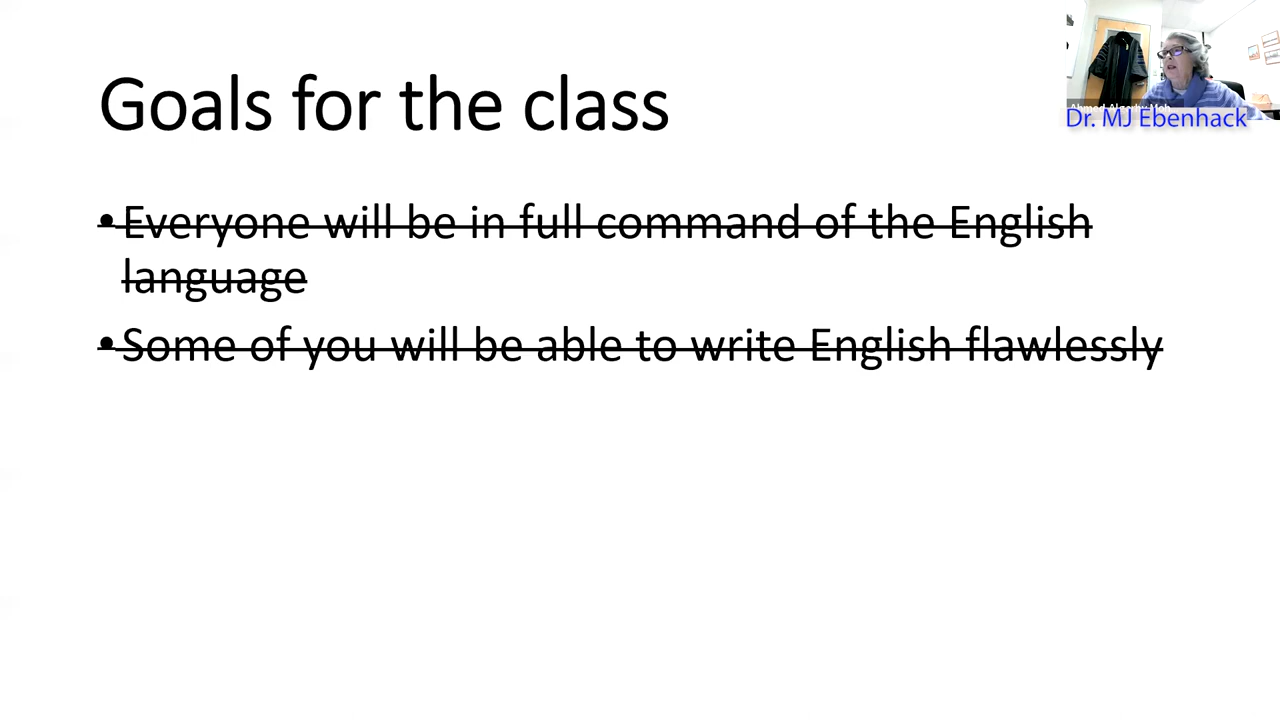 Goals for the class
Dr. MJ Ebenhack
• Everyone will be in full command of the English
language
• Some of you will be able to write English flawlessly